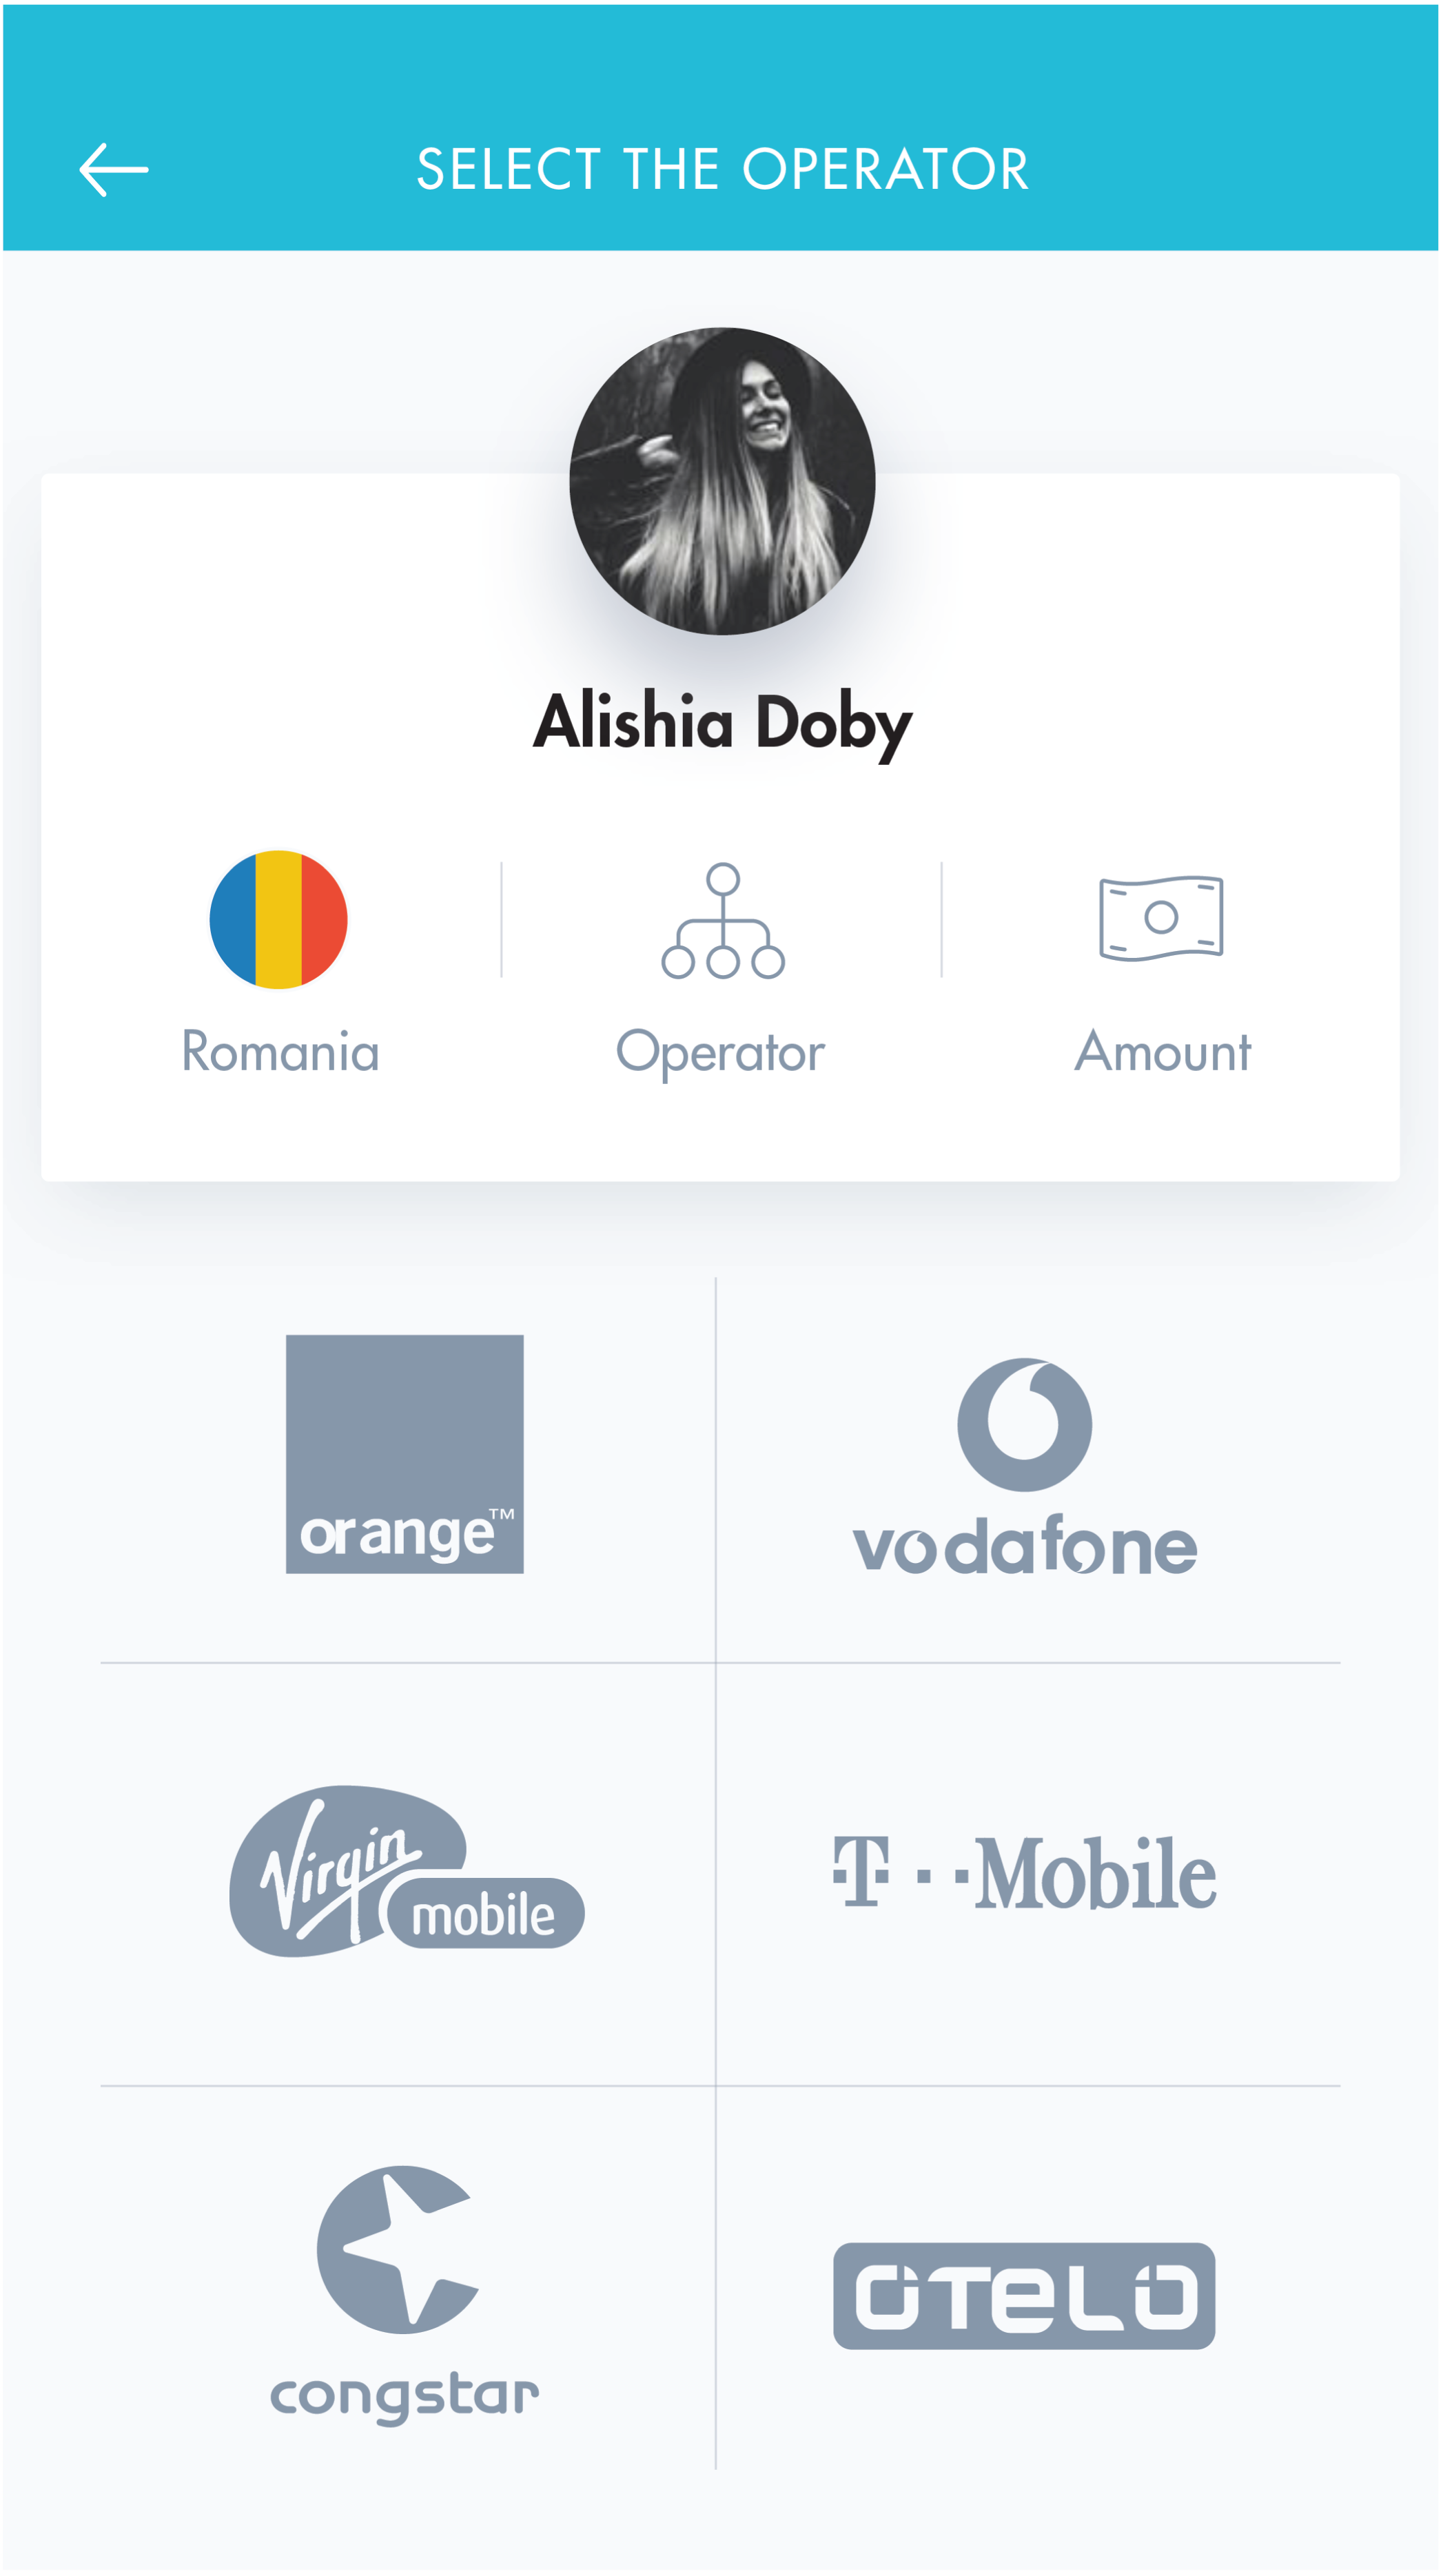 SELECT THE OPERATOR
Alishia Doby
Romania
Operator
Amount
orange™
vodafone
Virgin
mobile
T··Mobile
congstar
OTELO